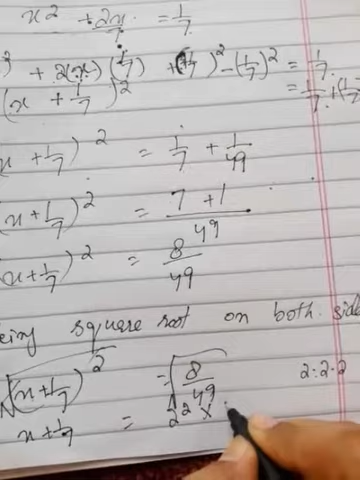 x² + 2x/7 = 1/7
+ 2(x)(1/7) + (1/7)² - (1/7)² = 1/7
(x + 1/7)² = 1/7 + (1/7
x + 1/7)² = 1/7 + 1/49
(x + 1/7)² = 7 + 1 / 49
(x + 1/7)² = 8/49
square root on both side
√(x + 1/7)² = √8/49 2·2·2
x + 1/7 = 2² ×